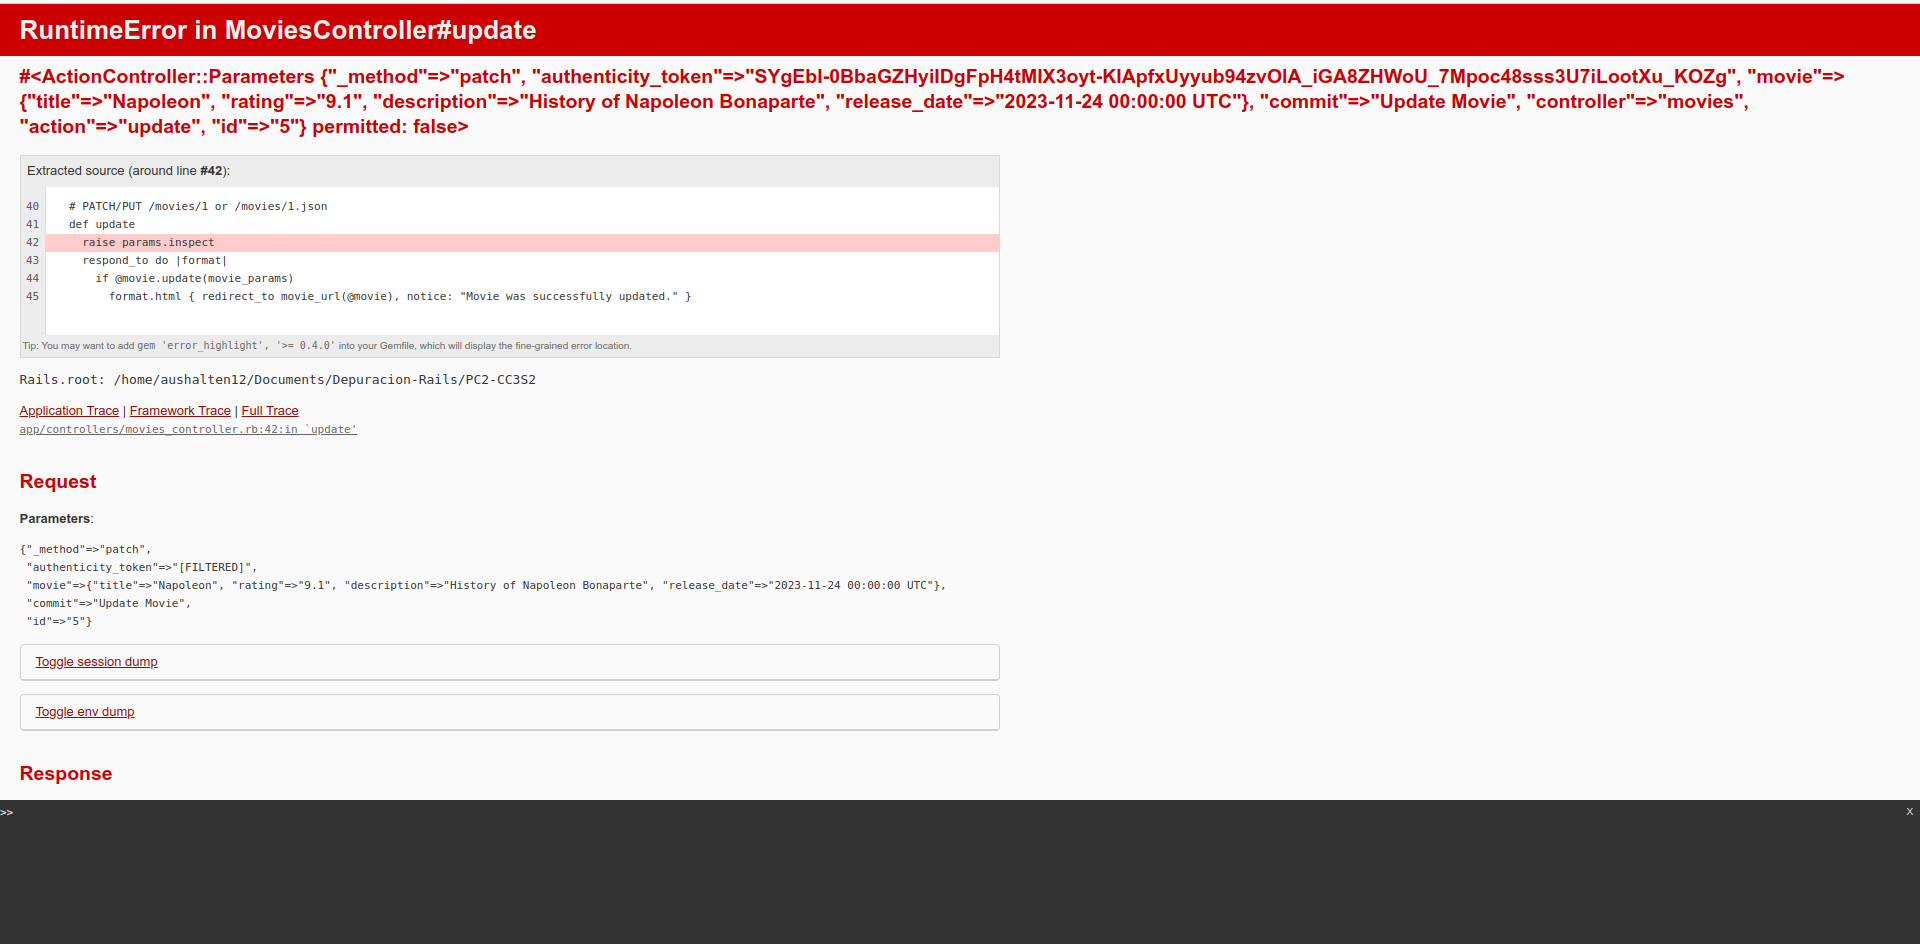 RuntimeError in MoviesController#update
#<ActionController::Parameters {"_method"=>"patch", "authenticity_token"=>"SYgEbI-0BbaGZHyilDgFpH4tMlX3oyt-KlApfxUyyub94zvOlA_iGA8ZHWoU_7Mpoc48sss3U7iLootXu_KOZg", "movie"=>
{"title"=>"Napoleon", "rating"=>"9.1", "description"=>"History of Napoleon Bonaparte", "release_date"=>"2023-11-24 00:00:00 UTC"}, "commit"=>"Update Movie", "controller"=>"movies",
"action"=>"update", "id"=>"5"} permitted: false>
Extracted source (around line #42):
40 # PATCH/PUT /movies/1 or /movies/1.json
41 def update
42 raise params.inspect
43 respond_to do |format|
44 if @movie.update(movie_params)
45 format.html { redirect_to movie_url(@movie), notice: "Movie was successfully updated." }
Tip: You may want to add gem 'error_highlight', '>= 0.4.0' into your Gemfile, which will display the fine-grained error location.
Rails.root: /home/aushalten12/Documents/Depuracion-Rails/PC2-CC3S2
Application Trace | Framework Trace | Full Trace
app/controllers/movies_controller.rb:42:in `update'
Request
Parameters:
{"_method"=>"patch",
"authenticity_token"=>"[FILTERED]",
"movie"=>{"title"=>"Napoleon", "rating"=>"9.1", "description"=>"History of Napoleon Bonaparte", "release_date"=>"2023-11-24 00:00:00 UTC"},
"commit"=>"Update Movie",
"id"=>"5"}
Toggle session dump
Toggle env dump
Response
>>
x